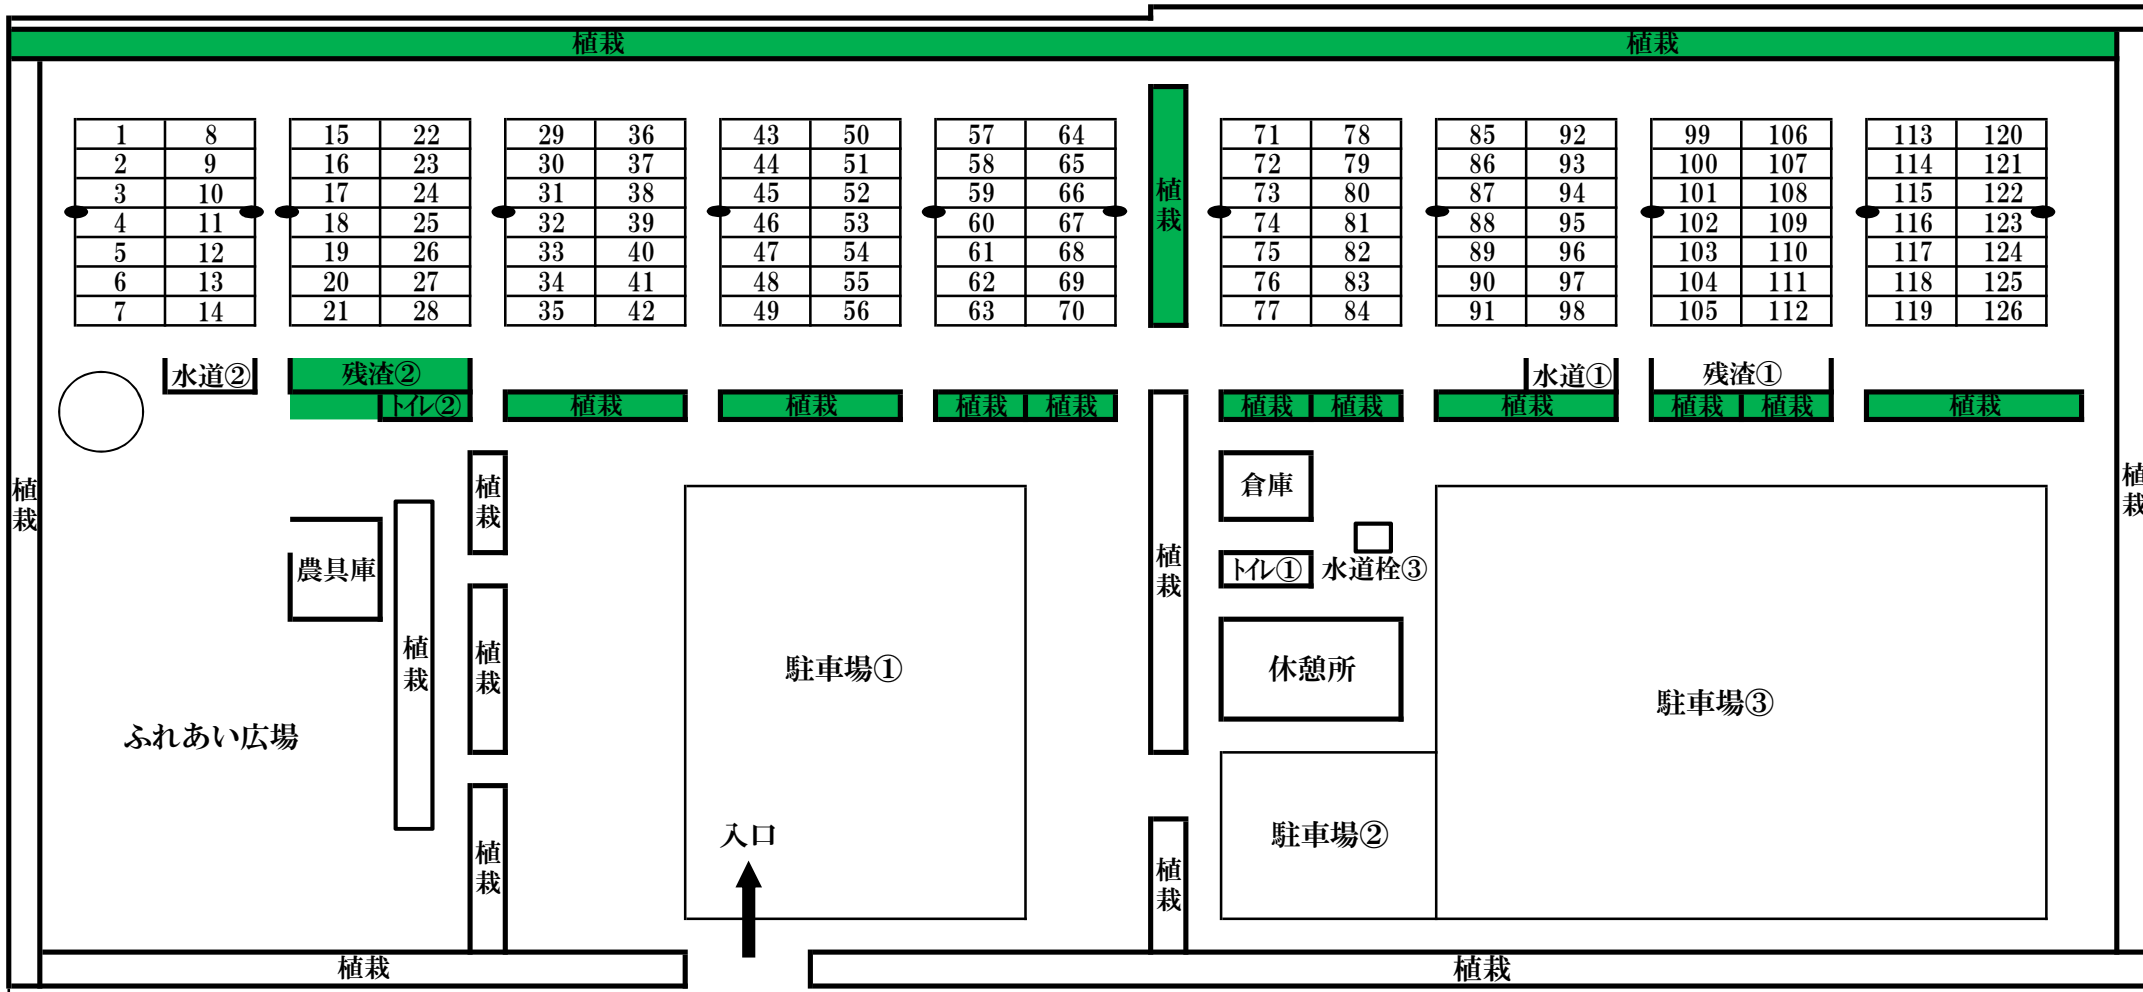 植栽 植栽
1 8 15 22 29 36 43 50 57 64 71 78 85 92 99 106 113 120
2 9 16 23 30 37 44 51 58 65 72 79 86 93 100 107 114 121
3 10 17 24 31 38 45 52 59 66 73 80 87 94 101 108 115 122
4 11 18 25 32 39 46 53 60 67 74 81 88 95 102 109 116 123
5 12 19 26 33 40 47 54 61 68 75 82 89 96 103 110 117 124
6 13 20 27 34 41 48 55 62 69 76 83 90 97 104 111 118 125
7 14 21 28 35 42 49 56 63 70 77 84 91 98 105 112 119 126
植栽
水道② 残渣② 水道① 残渣①
トイレ② 植栽 植栽 植栽 植栽 植栽 植栽 植栽 植栽 植栽 植栽
植栽
植栽
倉庫
植栽
農具庫
植栽
トイレ① 水道栓③
植栽
植栽
駐車場①
休憩所
駐車場③
ふれあい広場
入口
駐車場②
植栽
植栽
植栽 植栽